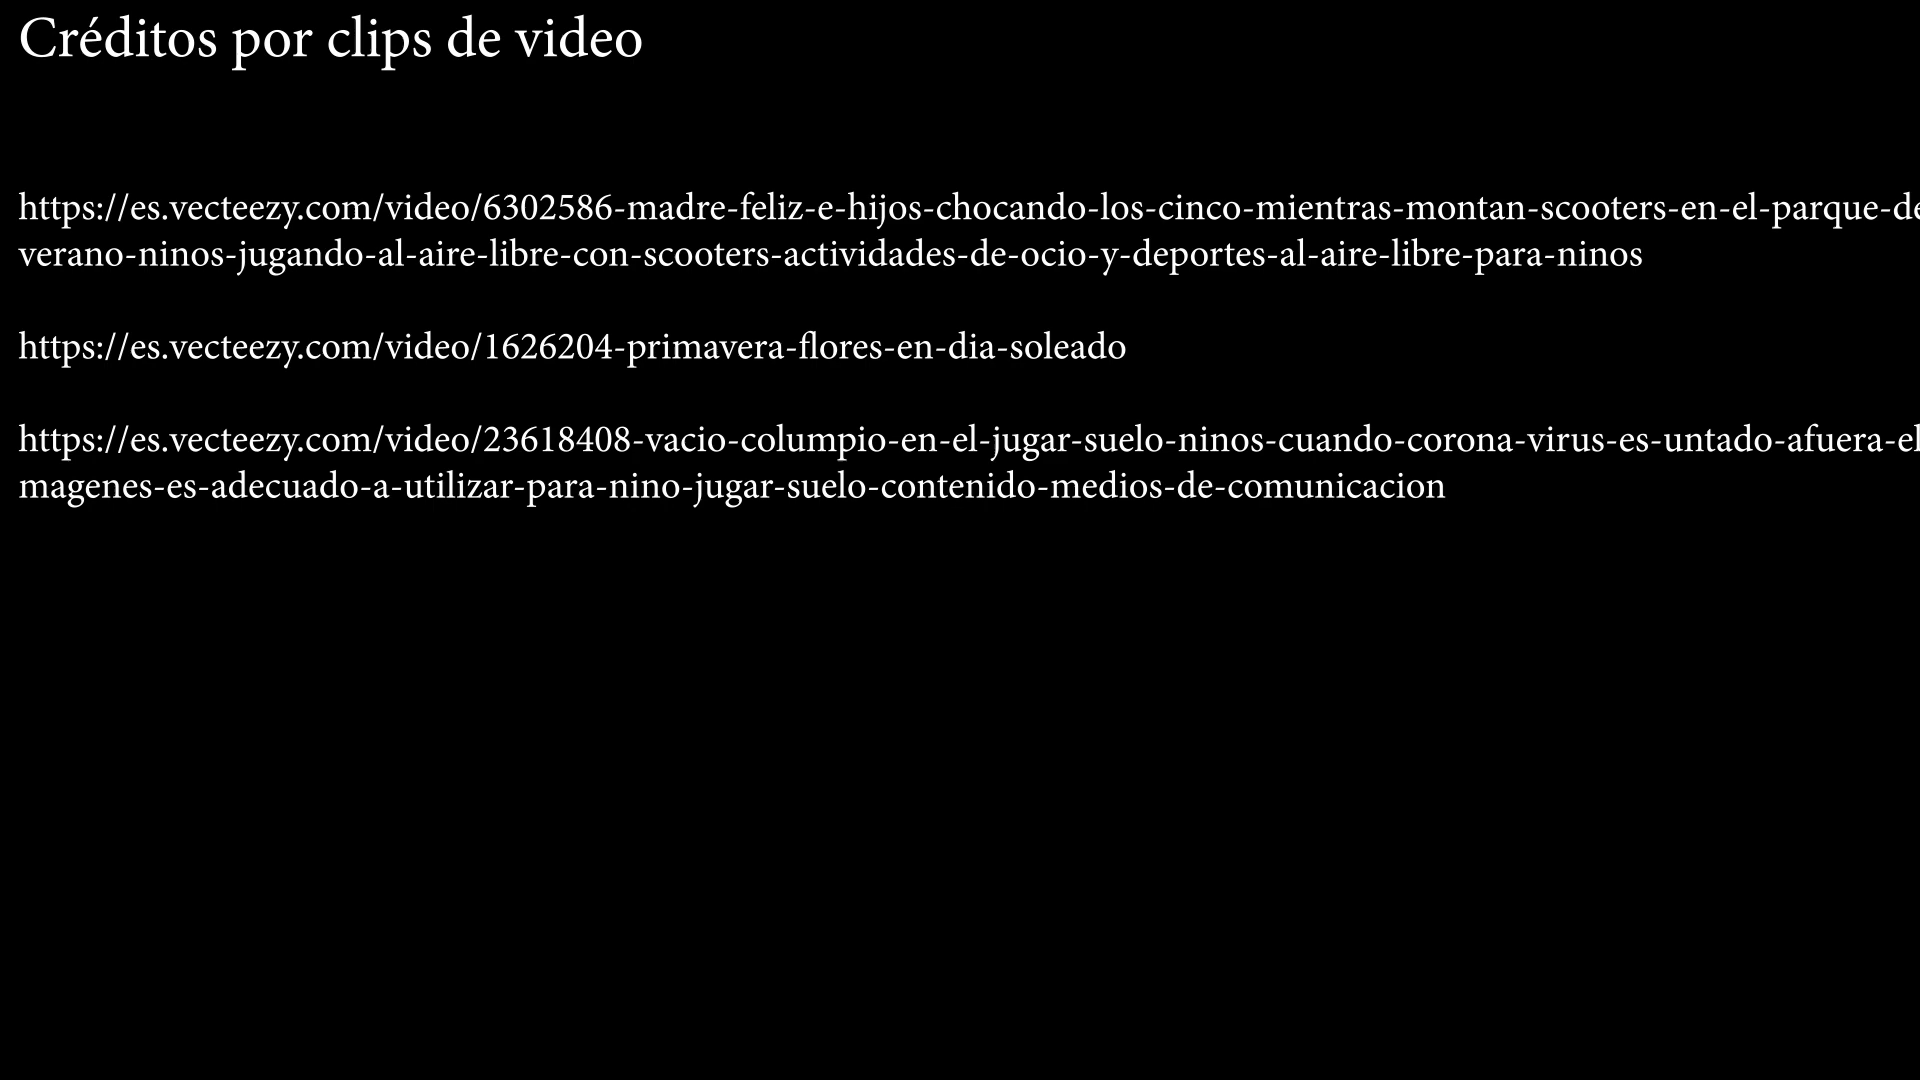 Créditos por clips de video
https://es.vecteezy.com/video/6302586-madre-feliz-e-hijos-chocando-los-cinco-mientras-montan-scooters-en-el-parque-de
verano-ninos-jugando-al-aire-libre-con-scooters-actividades-de-ocio-y-deportes-al-aire-libre-para-ninos
https://es.vecteezy.com/video/1626204-primavera-flores-en-dia-soleado
https://es.vecteezy.com/video/23618408-vacio-columpio-en-el-jugar-suelo-ninos-cuando-corona-virus-es-untado-afuera-el
magenes-es-adecuado-a-utilizar-para-nino-jugar-suelo-contenido-medios-de-comunicacion